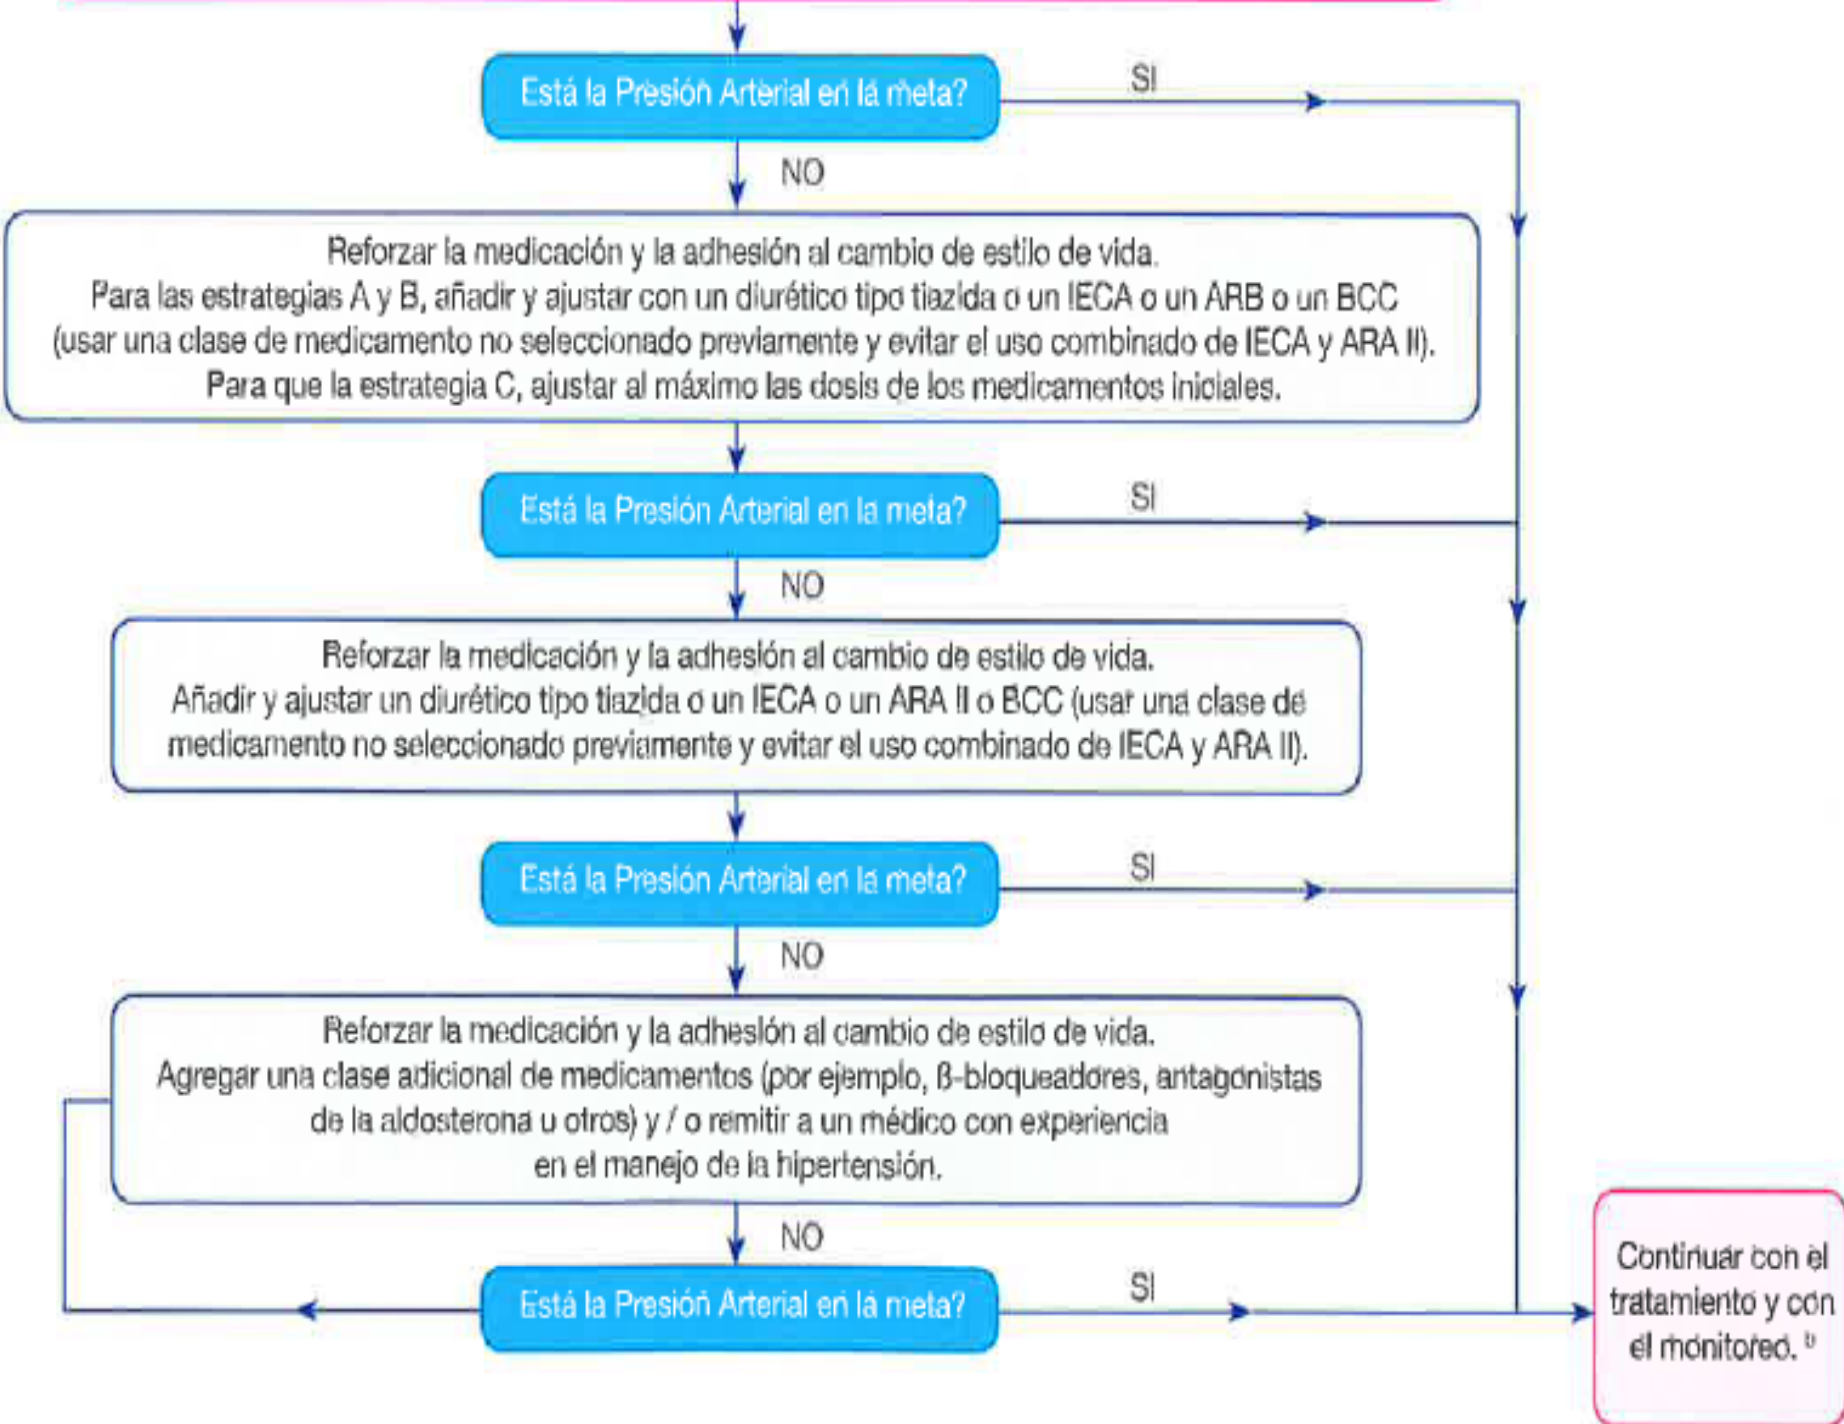 Está la Presión Arterial en la meta?
SI
NO
Reforzar la medicación y la adhesión al cambio de estilo de vida.
Para las estrategias A y B, añadir y ajustar con un diurético tipo tiazida o un IECA o un ARB o un BCC
(usar una clase de medicamento no seleccionado previamente y evitar el uso combinado de IECA y ARA II).
Para que la estrategia C, ajustar al máximo las dosis de los medicamentos iniciales.
Está la Presión Arterial en la meta?
SI
NO
Reforzar la medicación y la adhesión al cambio de estilo de vida.
Añadir y ajustar un diurético tipo tiazida o un IECA o un ARA II o BCC (usar una clase de
medicamento no seleccionado previamente y evitar el uso combinado de IECA y ARA II).
Está la Presión Arterial en la meta?
SI
NO
Reforzar la medicación y la adhesión al cambio de estilo de vida.
Agregar una clase adicional de medicamentos (por ejemplo, ß-bloqueadores, antagonistas
de la aldosterona u otros) y / o remitir a un médico con experiencia
en el manejo de la hipertensión.
NO
Está la Presión Arterial en la meta?
SI
Continuar con el
tratamiento y con
el monitoreo. b